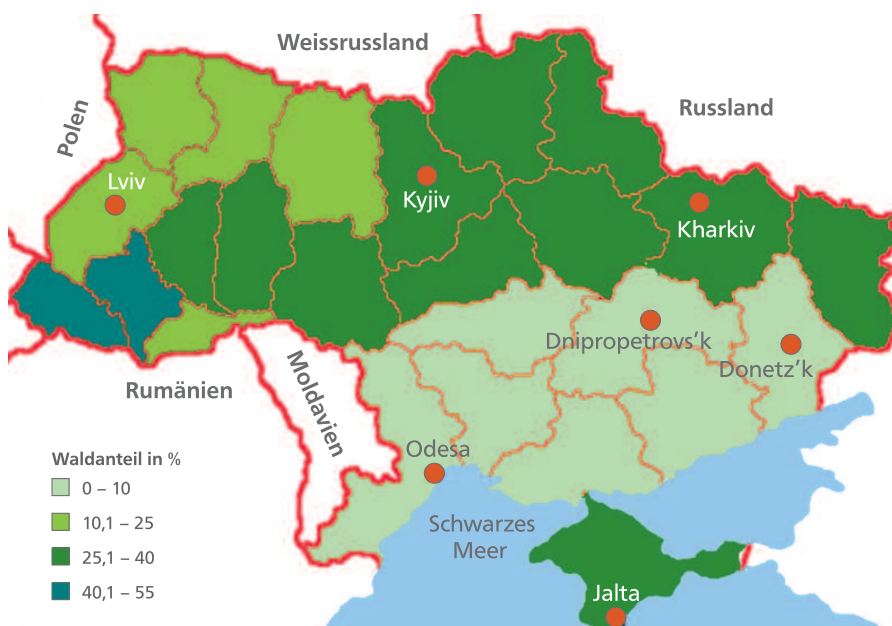 Weissrussland
Polen
Russland
Lviv
Kyjiv
Kharkiv
Dnipropetrovs’k
Donetz’k
Rumänien
Moldavien
Odesa
Waldanteil in %
0 – 10
10,1 – 25
25,1 – 40
40,1 – 55
Schwarzes
Meer
Jalta